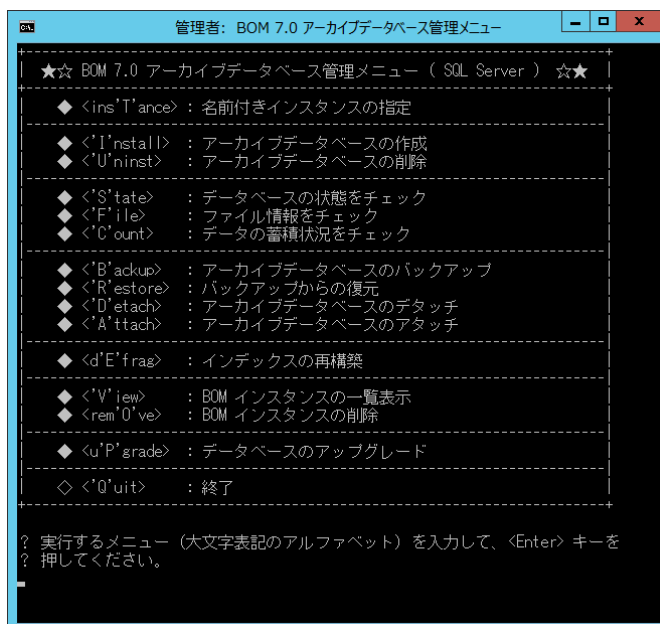 管理者: BOM 7.0 アーカイブデータベース管理メニュー
★☆ BOM 7.0 アーカイブデータベース管理メニュー ( SQL Server ) ☆★
◆ <ins'T'ance> : 名前付きインスタンスの指定
◆ <'I'nstall> : アーカイブデータベースの作成
◆ <'U'ninst> : アーカイブデータベースの削除
◆ <'S'tate> : データベースの状態をチェック
◆ <'F'ile> : ファイル情報をチェック
◆ <'C'ount> : データの蓄積状況をチェック
◆ <'B'ackup> : アーカイブデータベースのバックアップ
◆ <'R'estore> : バックアップからの復元
◆ <'D'etach> : アーカイブデータベースのデタッチ
◆ <'A'ttach> : アーカイブデータベースのアタッチ
◆ <d'E'frag> : インデックスの再構築
◆ <'V'iew> : BOM インスタンスの一覧表示
◆ <rem'O've> : BOM インスタンスの削除
◆ <u'P'grade> : データベースのアップグレード
◇ <'Q'uit> : 終了
? 実行するメニュー (大文字表記のアルファベット) を入力して、<Enter> キーを
? 押してください。